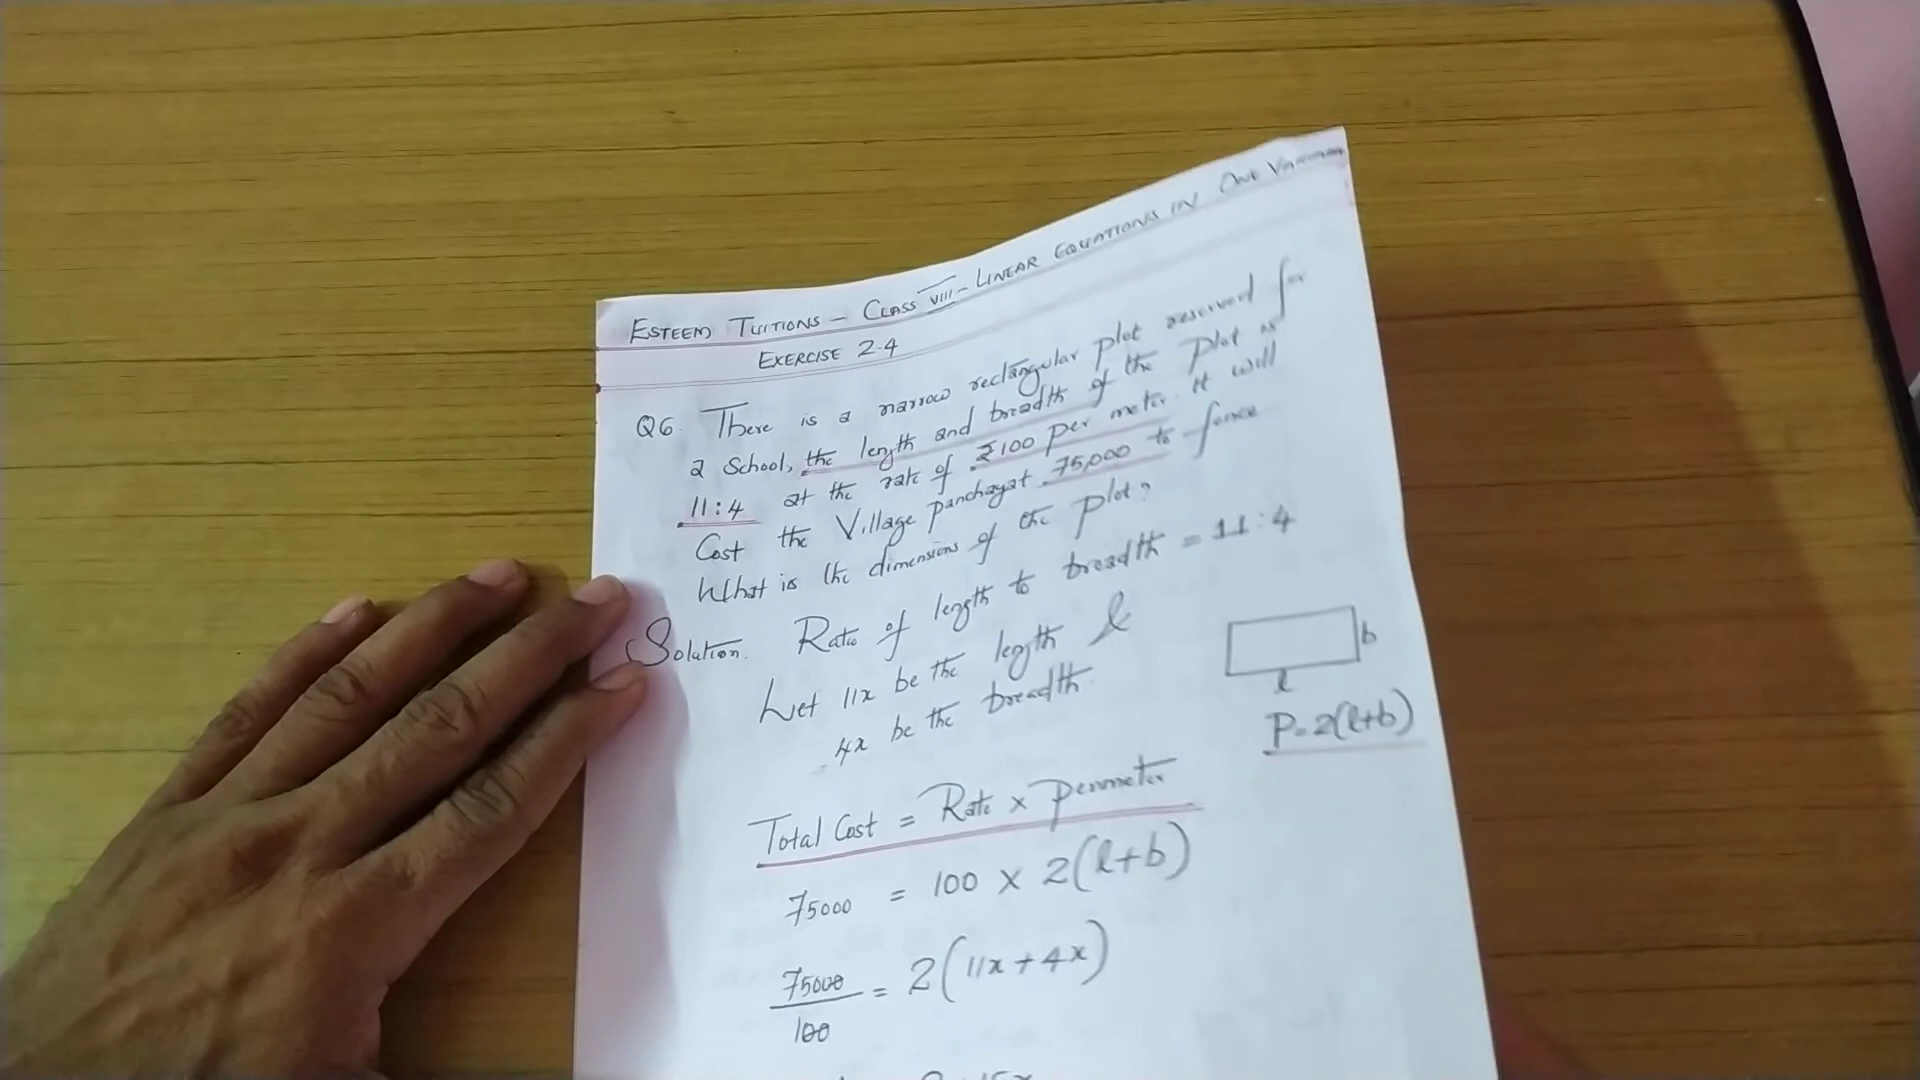 ESTEEM TUITIONS - CLASS VIII - LINEAR EQUATIONS IN ONE
EXERCISE 2.4
Q6. There is a narrow rectangular plot reserved for
a School, the length and breadth of the plot is
11:4 at the rate of ₹100 per meter it will
Cost the Village panchayat 75,000 to fence
What is the dimensions of the plot?
Solution. Ratio of length to breadth = 11:4
Let 11x be the length &
4x be the breadth.
b
l
P=2(l+b)
Total Cost = Rate x perimeter
75000 = 100 x 2(l+b)
75000/100 = 2(11x+4x)